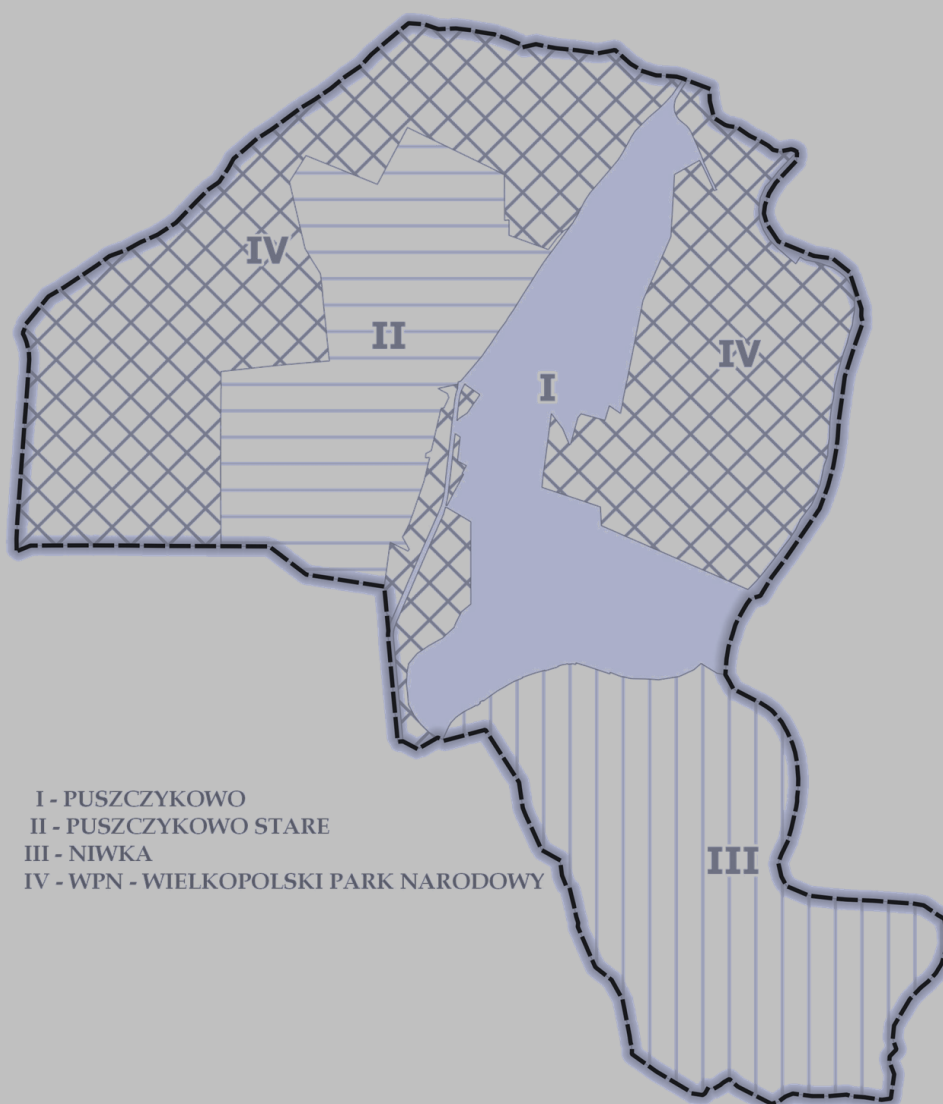 IV
II
IV
I
I - PUSZCZYKOWO
II - PUSZCZYKOWO STARE
III - NIWKA
III
IV - WPN - WIELKOPOLSKI PARK NARODOWY